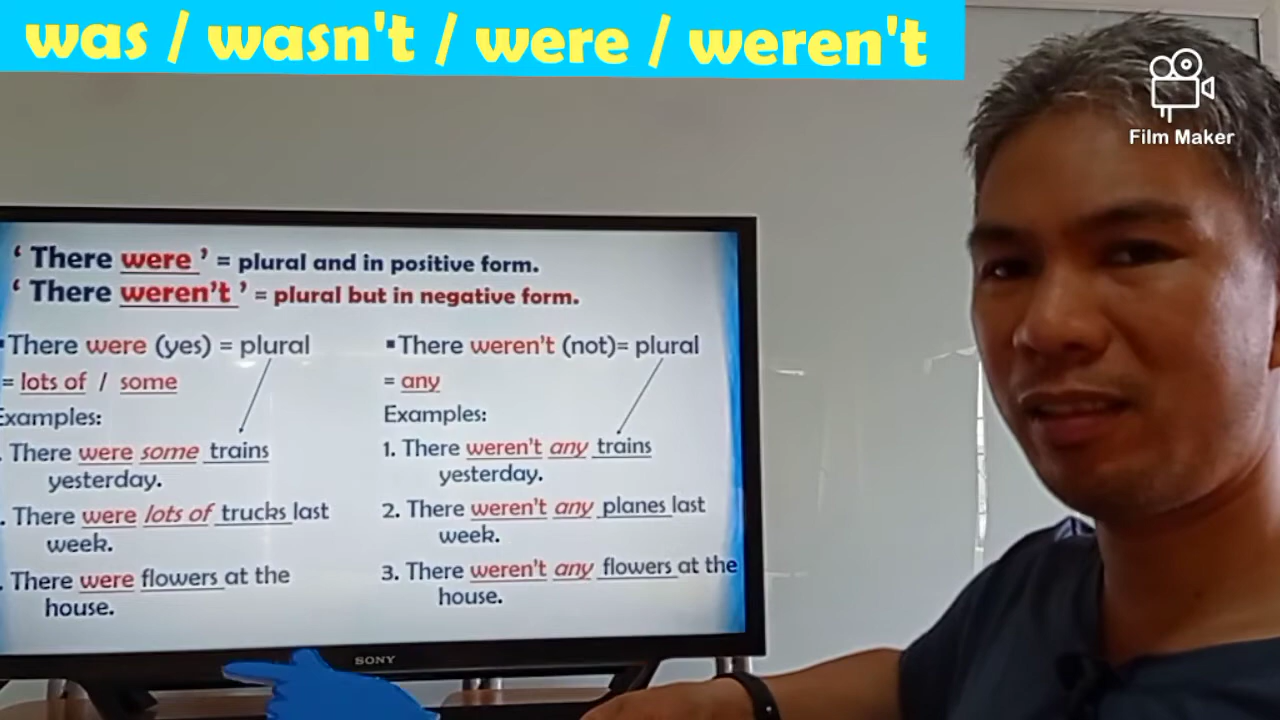 was / wasn't / were / weren't
Film Maker
‘ There were ’ = plural and in positive form.
‘ There weren’t ’ = plural but in negative form.
▪There were (yes) = plural
= lots of / some
Examples:
. There were some trains
yesterday.
. There were lots of trucks last
week.
. There were flowers at the
house.
▪There weren’t (not)= plural
= any
Examples:
1. There weren’t any trains
yesterday.
2. There weren’t any planes last
week.
3. There weren’t any flowers at the
house.
SONY